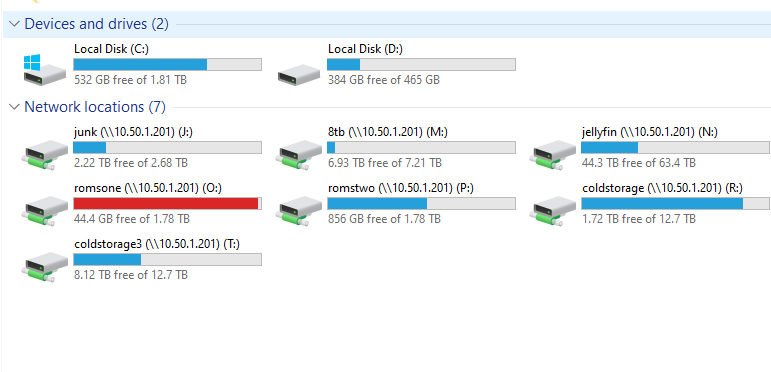 Devices and drives (2)
Local Disk (C:)
532 GB free of 1.81 TB
Local Disk (D:)
384 GB free of 465 GB
Network locations (7)
junk (\\10.50.1.201) (J:)
2.22 TB free of 2.68 TB
8tb (\\10.50.1.201) (M:)
6.93 TB free of 7.21 TB
jellyfin (\\10.50.1.201) (N:)
44.3 TB free of 63.4 TB
romsone (\\10.50.1.201) (O:)
44.4 GB free of 1.78 TB
romstwo (\\10.50.1.201) (P:)
856 GB free of 1.78 TB
coldstorage (\\10.50.1.201) (R:)
1.72 TB free of 12.7 TB
coldstorage3 (\\10.50.1.201) (T:)
8.12 TB free of 12.7 TB